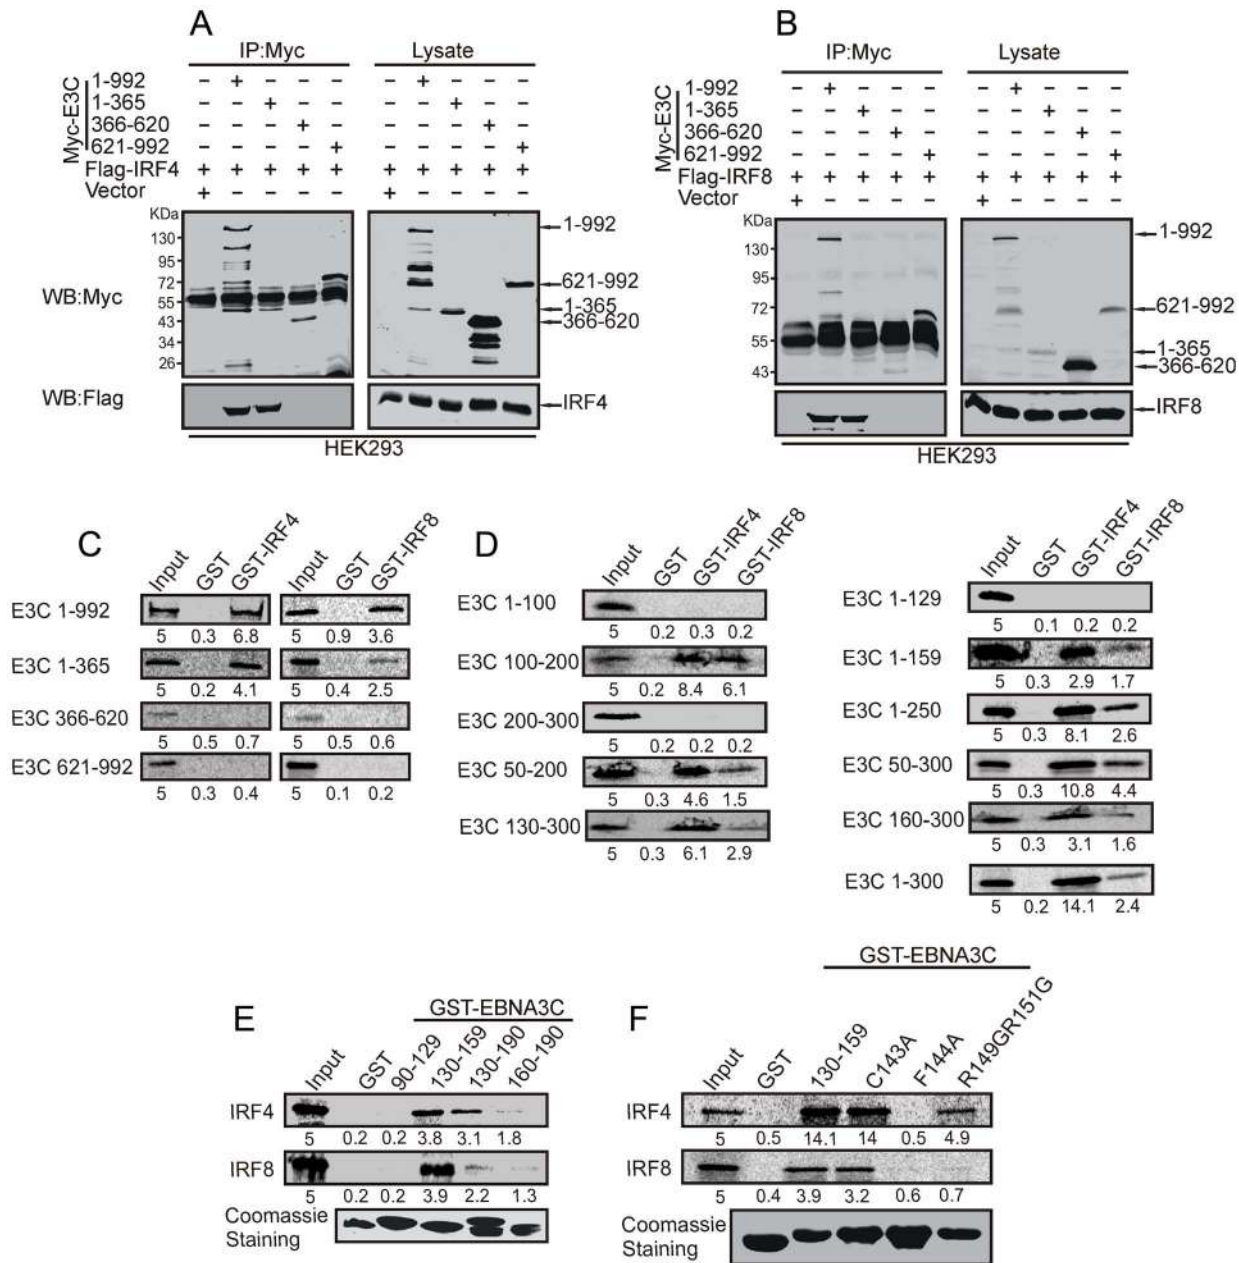 A
IP:Myc Lysate
Myc-E3C
1-992 – + – – – – + – – –
1-365 – – + – – – – + – –
366-620 – – – + – – – – + –
621-992 – – – – + – – – – +
Flag-IRF4 + + + + + + + + + +
Vector + – – – – + – – – –
KDa
130
95
72
55
43
34
26
WB:Myc
1-992
621-992
1-365
366-620
WB:Flag
IRF4
HEK293
B
IP:Myc Lysate
Myc-E3C
1-992 – + – – – – + – – –
1-365 – – + – – – – + – –
366-620 – – – + – – – – + –
621-992 – – – – + – – – – +
Flag-IRF8 + + + + + + + + + +
Vector + – – – – + – – – –
KDa
130
95
72
55
43
1-992
621-992
1-365
366-620
IRF8
HEK293
C
Input GST GST-IRF4 Input GST GST-IRF8
E3C 1-992
5 0.3 6.8 5 0.9 3.6
E3C 1-365
5 0.2 4.1 5 0.4 2.5
E3C 366-620
5 0.5 0.7 5 0.5 0.6
E3C 621-992
5 0.3 0.4 5 0.1 0.2
D
Input GST GST-IRF4 GST-IRF8
E3C 1-100
5 0.2 0.3 0.2
E3C 100-200
5 0.2 8.4 6.1
E3C 200-300
5 0.2 0.2 0.2
E3C 50-200
5 0.3 4.6 1.5
E3C 130-300
5 0.3 6.1 2.9
Input GST GST-IRF4 GST-IRF8
E3C 1-129
5 0.1 0.2 0.2
E3C 1-159
5 0.3 2.9 1.7
E3C 1-250
5 0.3 8.1 2.6
E3C 50-300
5 0.3 10.8 4.4
E3C 160-300
5 0.3 3.1 1.6
E3C 1-300
5 0.2 14.1 2.4
E
GST-EBNA3C
Input GST 90-129 130-159 130-190 160-190
IRF4
5 0.2 0.2 3.8 3.1 1.8
IRF8
5 0.2 0.2 3.9 2.2 1.3
Coomassie
Staining
GST-EBNA3C
F
Input GST 130-159 C143A F144A R149GR151G
IRF4
5 0.5 14.1 14 0.5 4.9
IRF8
5 0.4 3.9 3.2 0.6 0.7
Coomassie
Staining